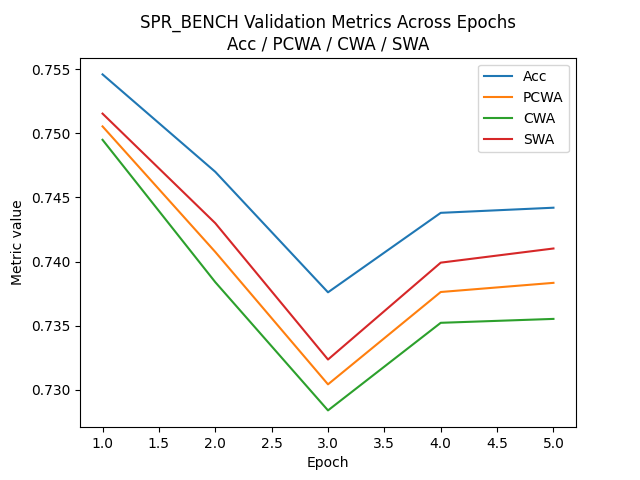 SPR_BENCH Validation Metrics Across Epochs
Acc / PCWA / CWA / SWA
Acc
PCWA
CWA
SWA
Metric value
0.755
0.750
0.745
0.740
0.735
0.730
1.0 1.5 2.0 2.5 3.0 3.5 4.0 4.5 5.0
Epoch